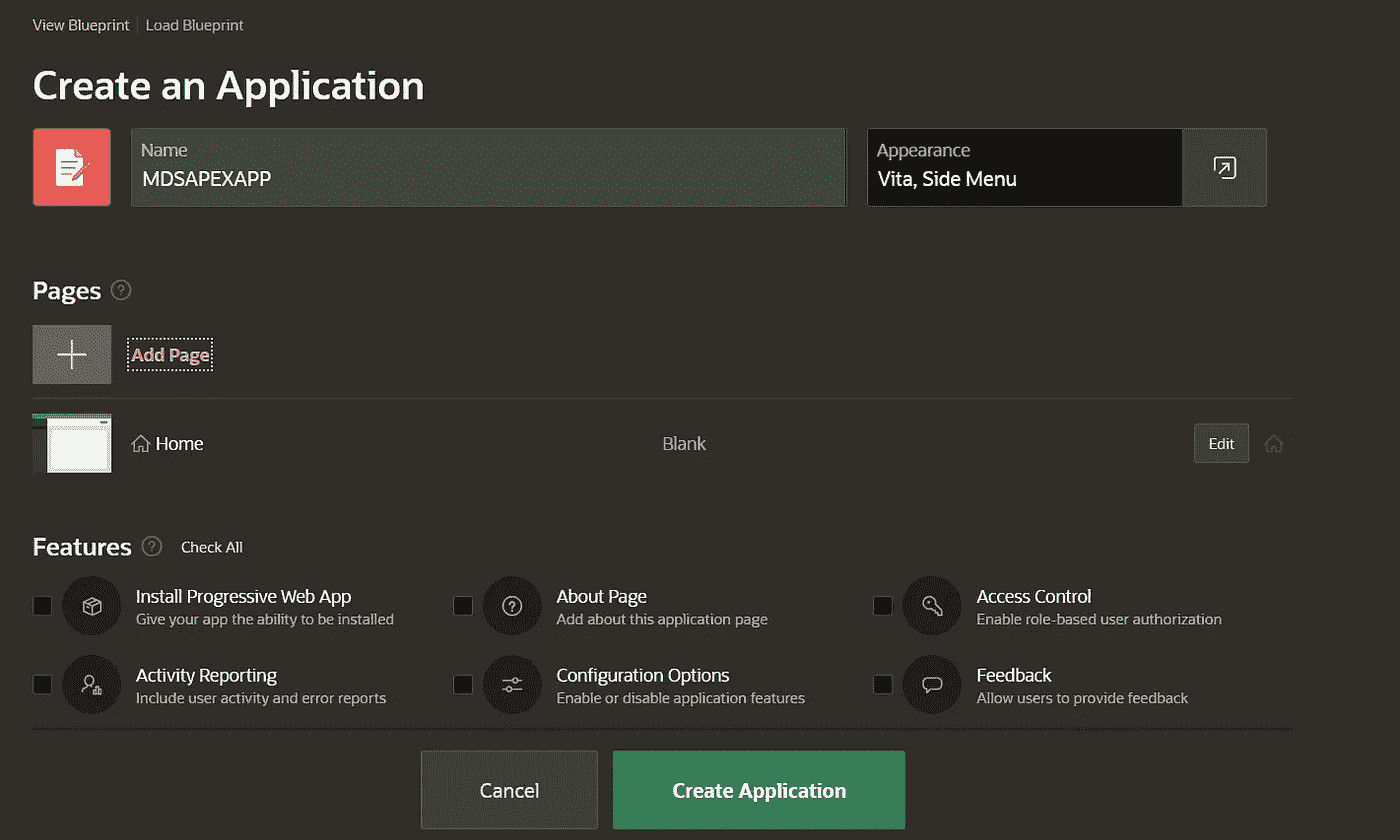 View Blueprint
Load Blueprint
Create an Application
Name
MDSAPEXAPP
Appearance
Vita, Side Menu
Pages
Add Page
Home
Blank
Edit
Features
Check All
Install Progressive Web App
Give your app the ability to be installed
About Page
Add about this application page
Access Control
Enable role-based user authorization
Activity Reporting
Include user activity and error reports
Configuration Options
Enable or disable application features
Feedback
Allow users to provide feedback
Cancel
Create Application